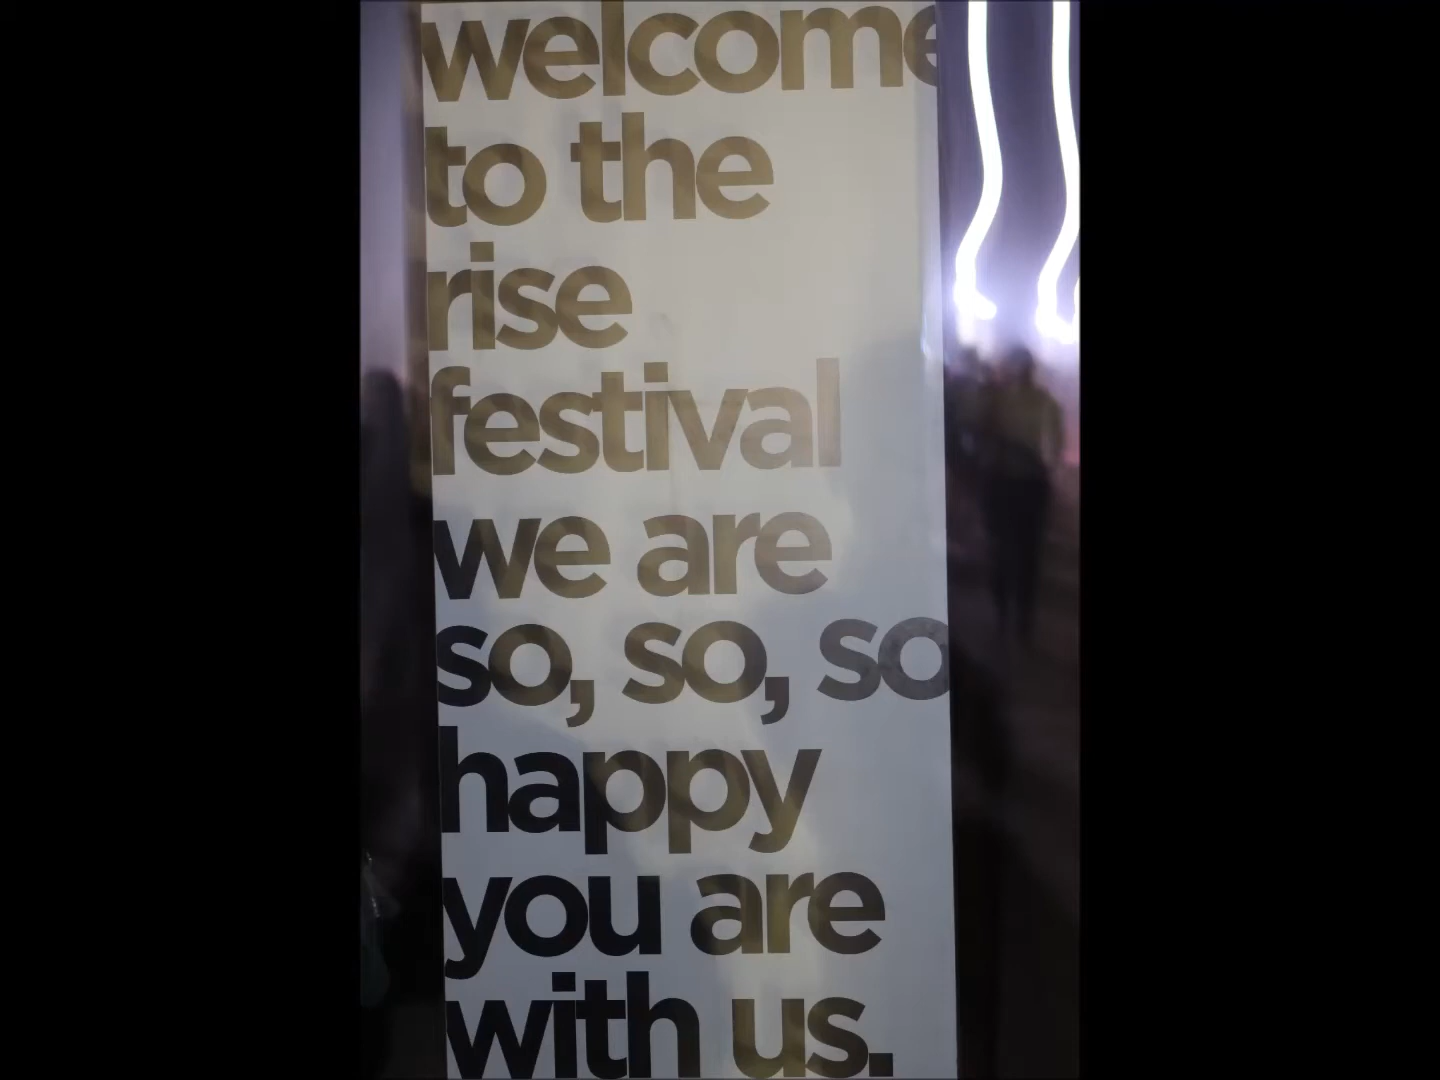 welcome
to the
rise
festival
we are
so, so, so
happy
you are
with us.